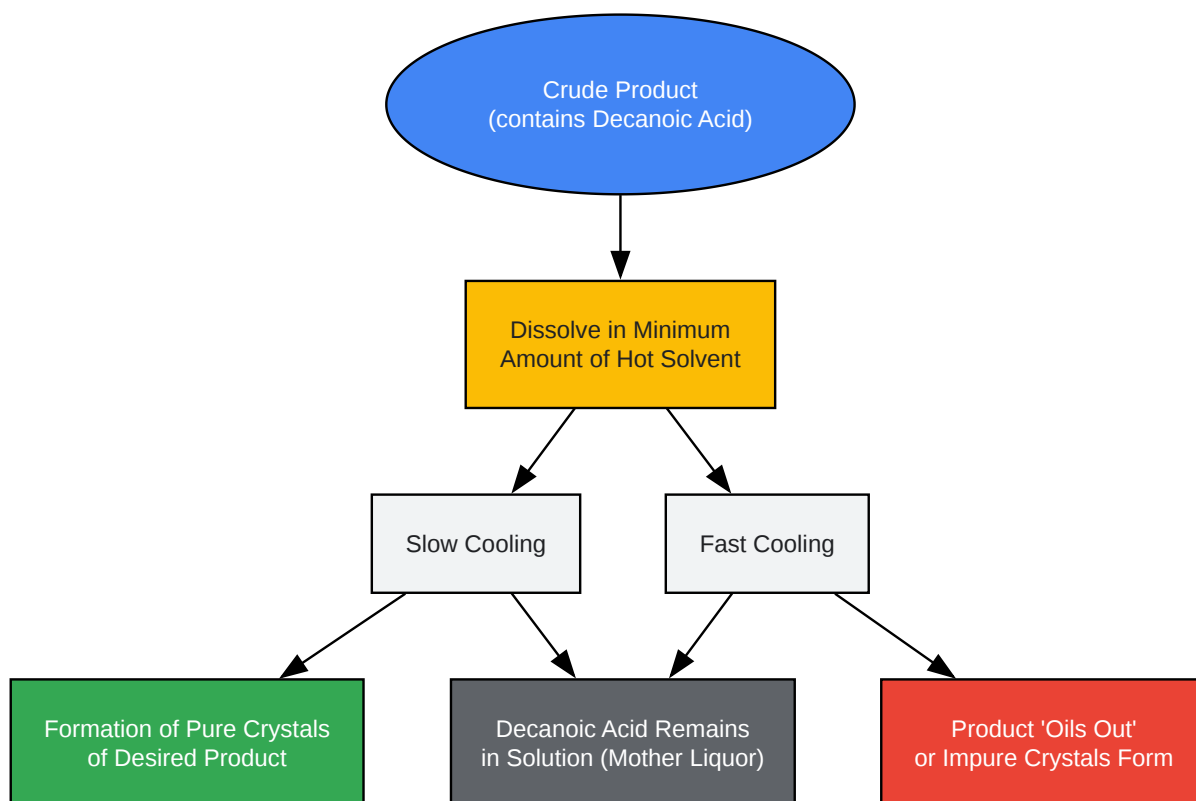 Crude Product
(contains Decanoic Acid)
Dissolve in Minimum
Amount of Hot Solvent
Slow Cooling
Fast Cooling
Formation of Pure Crystals
of Desired Product
Decanoic Acid Remains
in Solution (Mother Liquor)
Product 'Oils Out'
or Impure Crystals Form